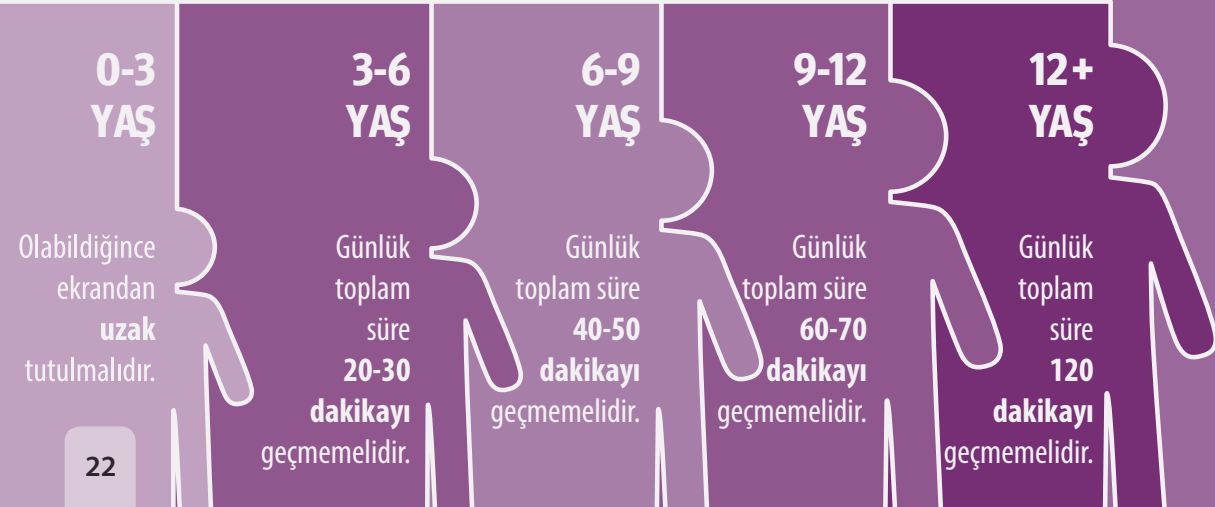 0-3
YAŞ
Olabildiğince
ekrandan
uzak
tutulmalıdır.
3-6
YAŞ
Günlük
toplam
süre
20-30
dakikayı
geçmemelidir.
6-9
YAŞ
Günlük
toplam süre
40-50
dakikayı
geçmemelidir.
9-12
YAŞ
Günlük
toplam süre
60-70
dakikayı
geçmemelidir.
12+
YAŞ
Günlük
toplam
süre
120
dakikayı
geçmemelidir.
22